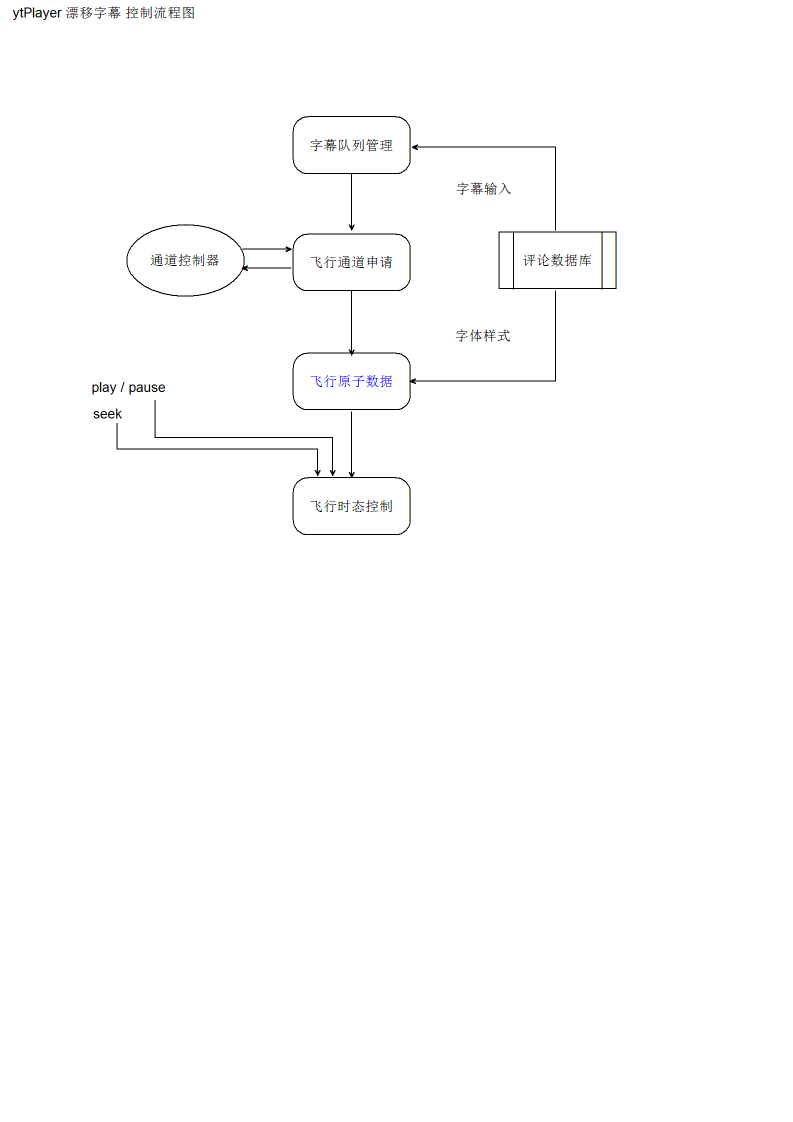 ytPlayer 漂移字幕 控制流程图
字幕队列管理
字幕输入
通道控制器
飞行通道申请
评论数据库
字体样式
飞行原子数据
play / pause
seek
飞行时态控制